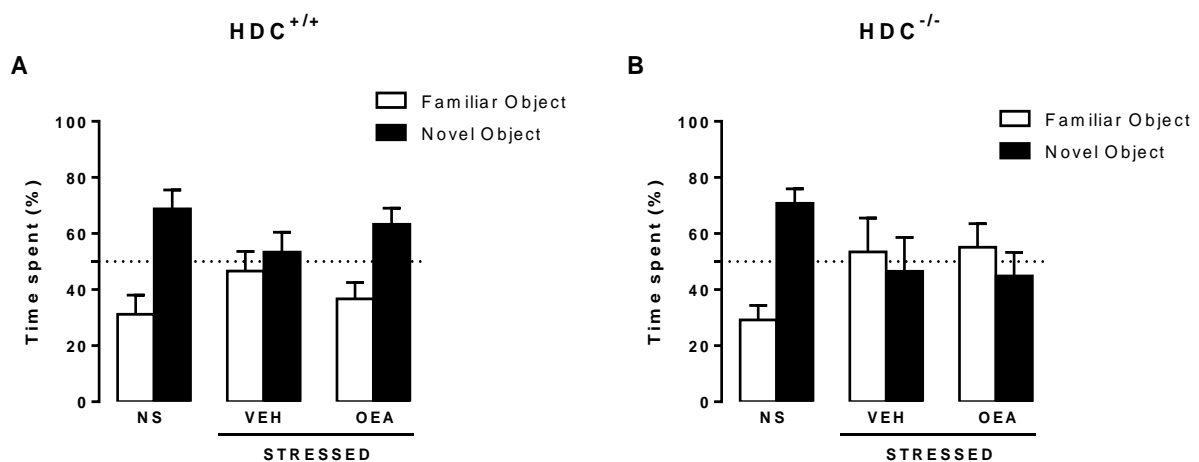 HDC+/+
HDC-/-
A
Familiar Object
Novel Object
Time spent (%)
100
80
60
40
20
0
NS
VEH
OEA
STRESSED
B
Familiar Object
Novel Object
Time spent (%)
100
80
60
40
20
0
NS
VEH
OEA
STRESSED